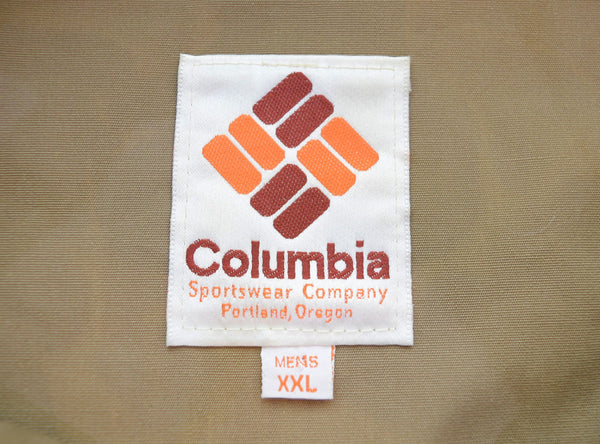 Columbia
Sportswear Company
Portland, Oregon
MENS
XXL